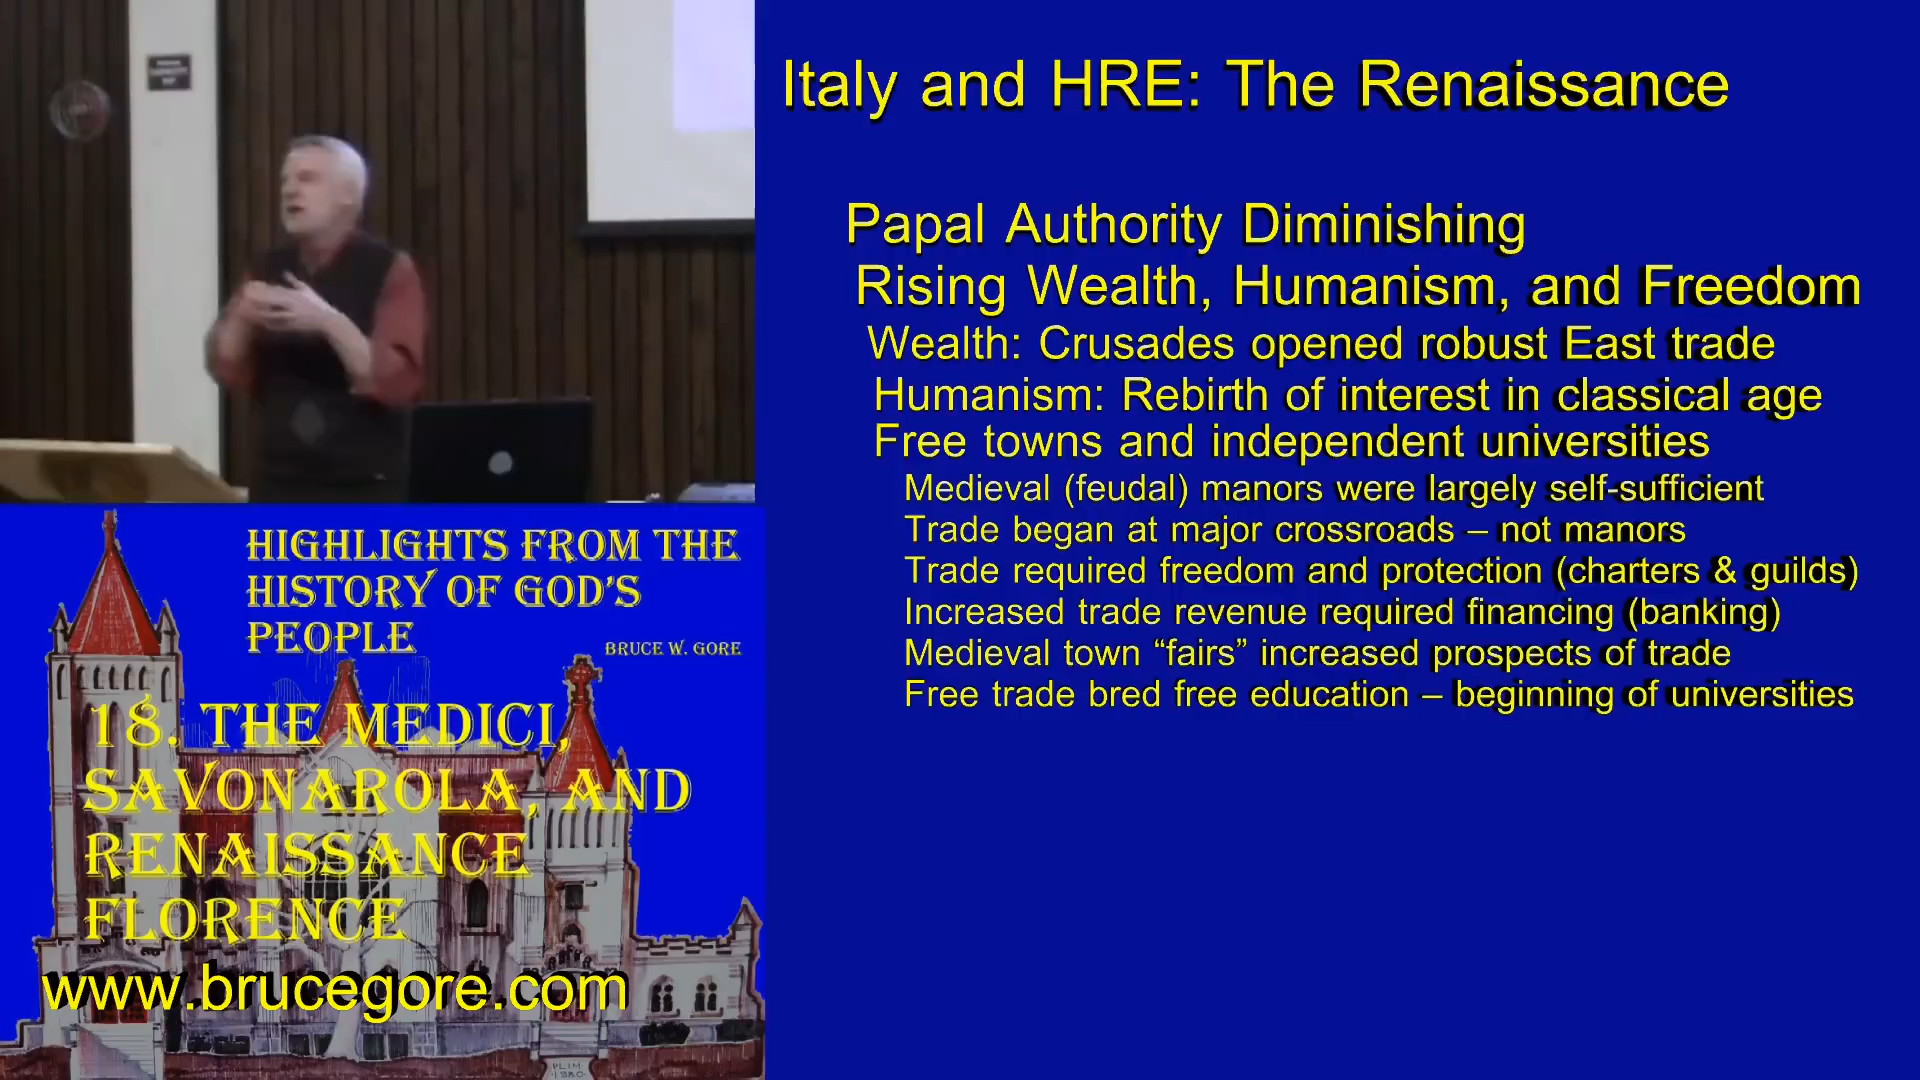 Italy and HRE: The Renaissance
Papal Authority Diminishing
Rising Wealth, Humanism, and Freedom
Wealth: Crusades opened robust East trade
Humanism: Rebirth of interest in classical age
Free towns and independent universities
Medieval (feudal) manors were largely self-sufficient
Trade began at major crossroads – not manors
Trade required freedom and protection (charters & guilds)
Increased trade revenue required financing (banking)
Medieval town “fairs” increased prospects of trade
Free trade bred free education – beginning of universities
HIGHLIGHTS FROM THE
HISTORY OF GOD'S
PEOPLE
BRUCE W. GORE
18. THE MEDICI,
SAVONAROLA, AND
RENAISSANCE
FLORENCE
www.brucegore.com